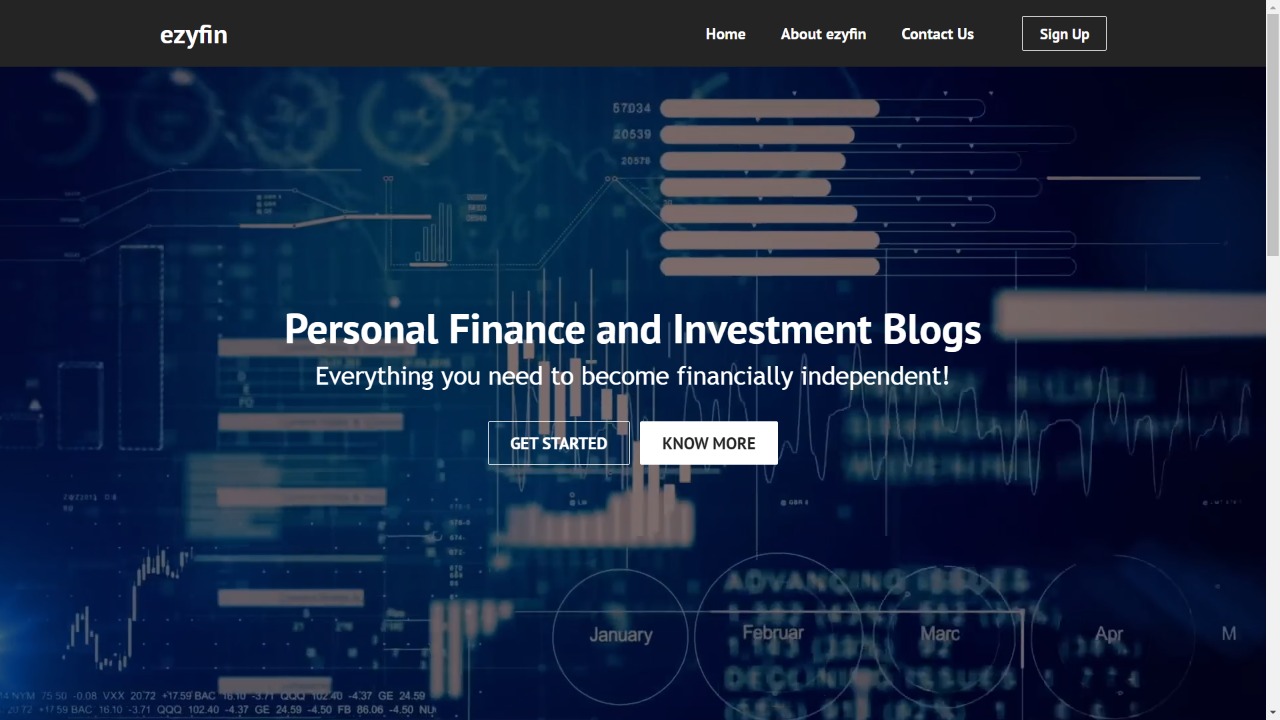 ezyfin
Home
About ezyfin
Contact Us
Sign Up
57034
20539
20576
Personal Finance and Investment Blogs
Everything you need to become financially independent!
GET STARTED
KNOW MORE
ADVANCING ISSUES
January
Februar
Marc
Apr
M
DECLINING ISSUES
NYM 75.50 -0.08 VXX 20.72 +17.59 BAC 16.10 -3.71 QQQ 102.40 -4.37 GE 24.59
20.72 +17.59 BAC 16.10 -3.71 QQQ 102.40 -4.37 GE 24.59 -4.50 FB 86.06 -4.50